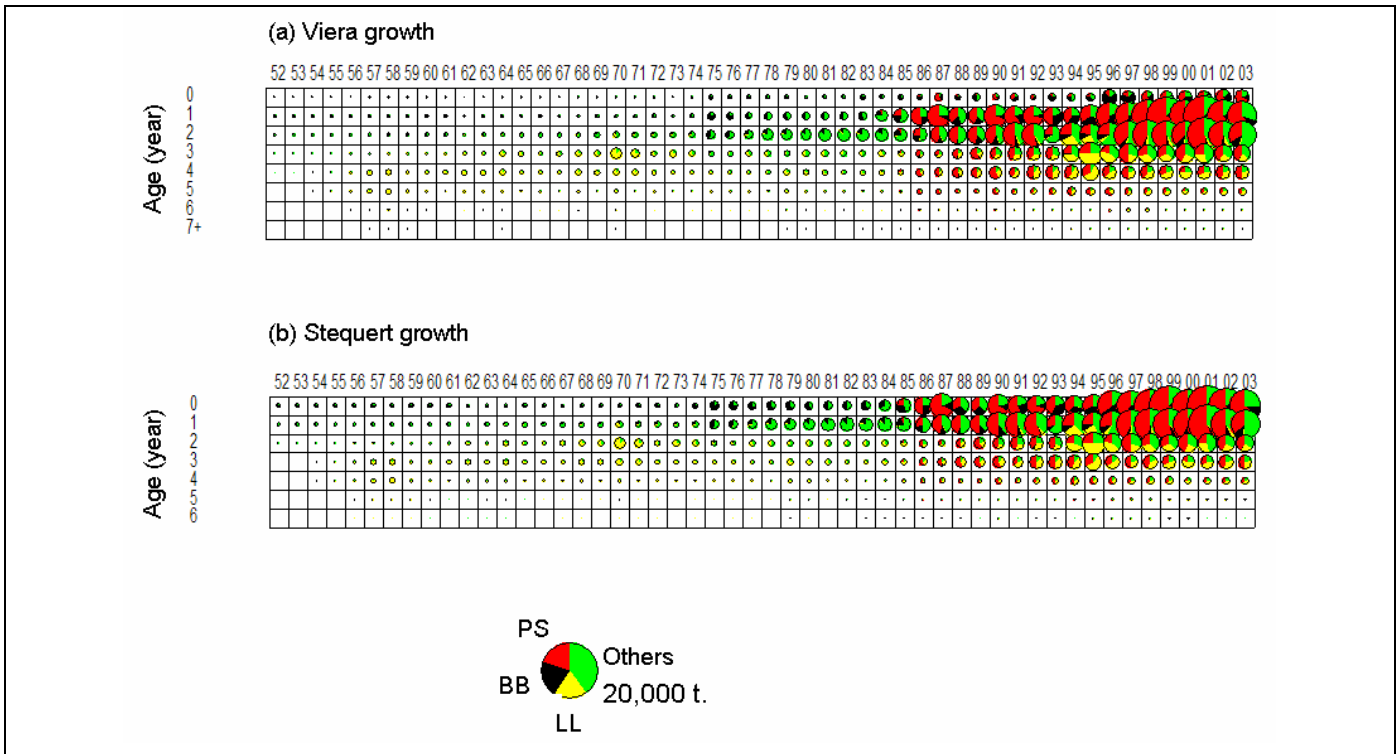 (a) Viera growth
52 53 54 55 56 57 58 59 60 61 62 63 64 65 66 67 68 69 70 71 72 73 74 75 76 77 78 79 80 81 82 83 84 85 86 87 88 89 90 91 92 93 94 95 96 97 98 99 00 01 02 03
Age (year)
0
1
2
3
4
5
6
7+
(b) Stequert growth
52 53 54 55 56 57 58 59 60 61 62 63 64 65 66 67 68 69 70 71 72 73 74 75 76 77 78 79 80 81 82 83 84 85 86 87 88 89 90 91 92 93 94 95 96 97 98 99 00 01 02 03
Age (year)
0
1
2
3
4
5
6
PS
Others
BB
20,000 t.
LL